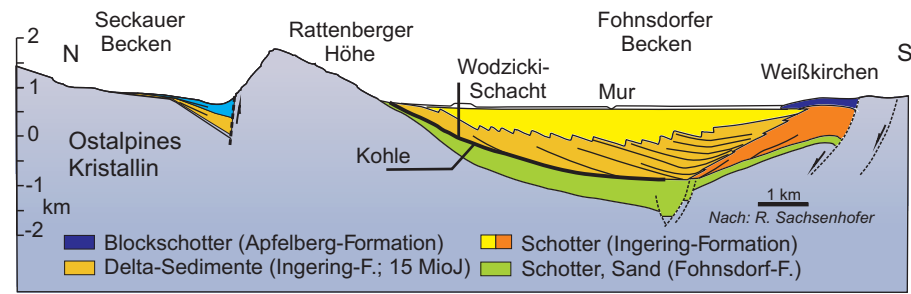 Seckauer
Becken
Rattenberger
Höhe
Fohnsdorfer
Becken
N
S
Wodzicki-
Schacht
Mur
Weißkirchen
Kohle
Ostalpines
Kristallin
2
1
0
-1
km
-2
1 km
Nach: R. Sachsenhofer
Blockschotter (Apfelberg-Formation)
Schotter (Ingering-Formation)
Delta-Sedimente (Ingering-F.; 15 MioJ)
Schotter, Sand (Fohnsdorf-F.)